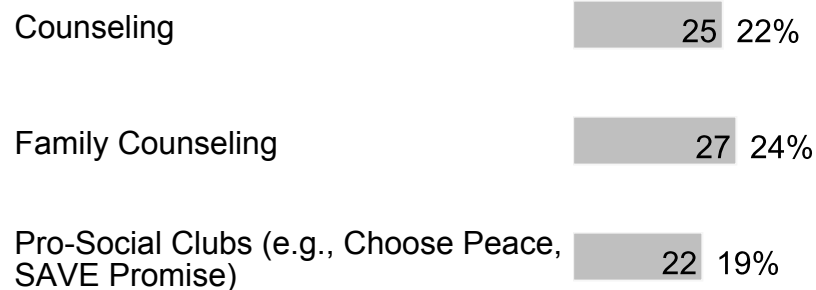 Counseling 25 22%
Family Counseling 27 24%
Pro-Social Clubs (e.g., Choose Peace,
SAVE Promise) 22 19%